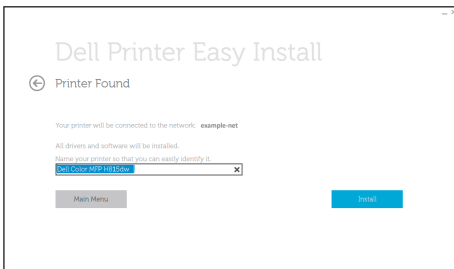 Dell Printer Easy Install
Printer Found
Your printer will be connected to the network: example-net
All drivers and software will be installed.
Name your printer so that you can easily identify it.
Dell Color MFP H815dw
Main Menu
Install